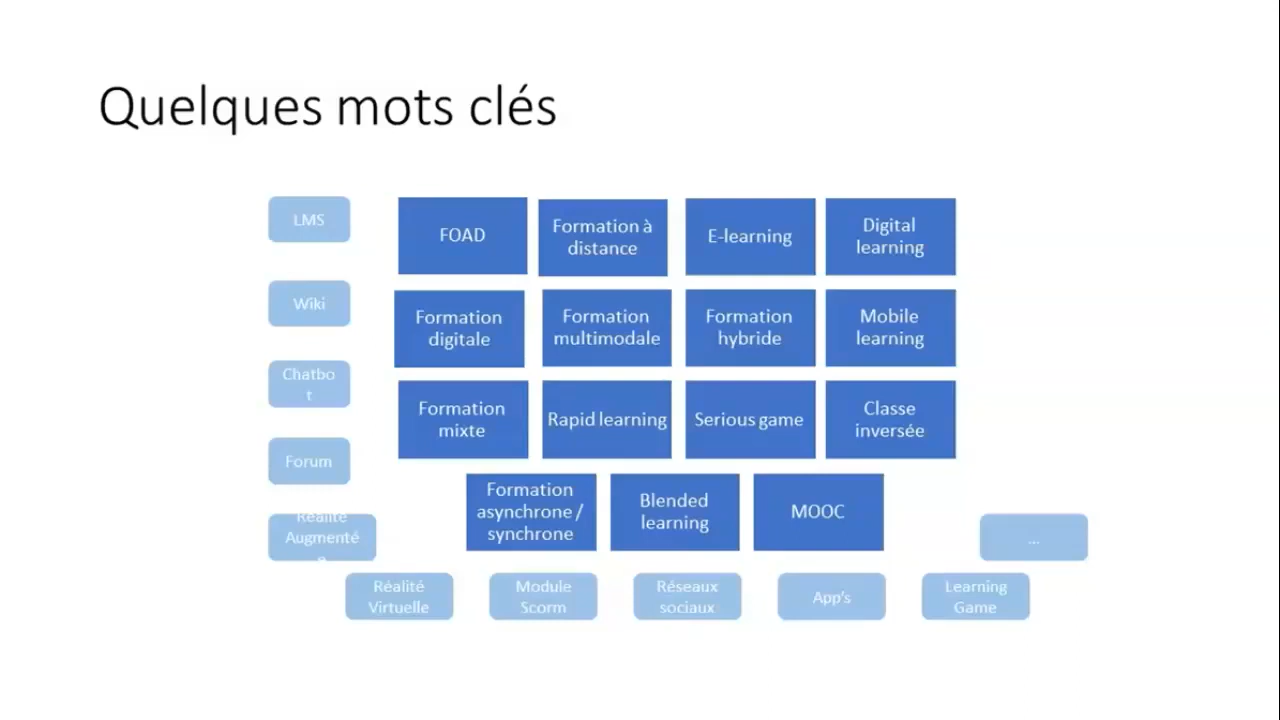 Quelques mots clés
LMS
FOAD
Formation à
distance
E-learning
Digital
learning
Wiki
Formation
digitale
Formation
multimodale
Formation
hybride
Mobile
learning
Chatbo
t
Formation
mixte
Rapid learning
Serious game
Classe
inversée
Forum
Formation
asynchrone /
synchrone
Blended
learning
MOOC
Réalité
Augmenté
e
...
Réalité
Virtuelle
Module
Scorm
Réseaux
sociaux
App's
Learning
Game